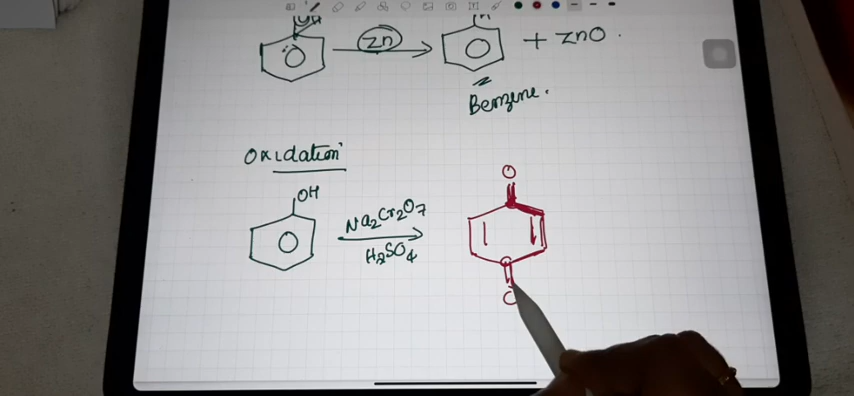 OH
Zn
H
+ ZnO.
Benzene.
Oxidation
OH
Na2Cr2O7
H2SO4
O
O